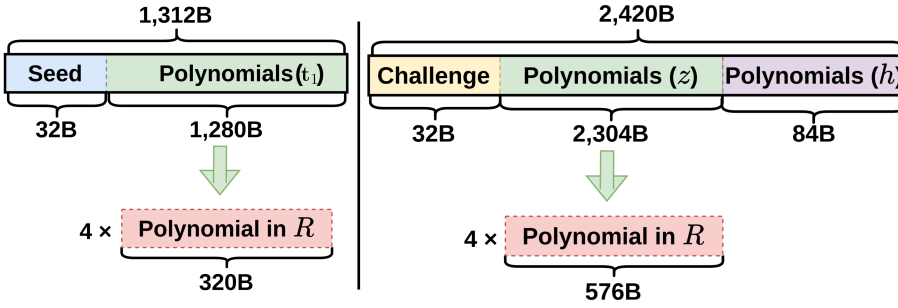 1,312B
Seed
Polynomials(t₁)
32B
1,280B
4 ×
Polynomial in R
320B
2,420B
Challenge
Polynomials (z)
Polynomials (h)
32B
2,304B
84B
4 ×
Polynomial in R
576B